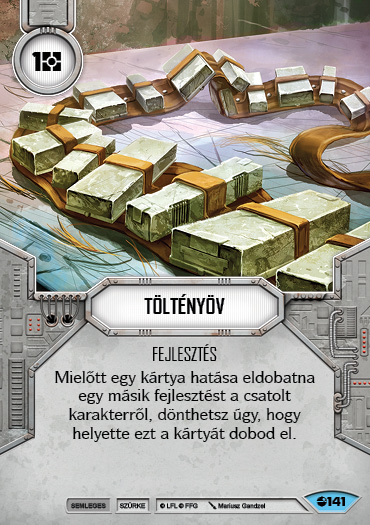 1
TÖLTÉNYÖV
FEJLESZTÉS
Mielőtt egy kártya hatása eldobatna
egy másik fejlesztést a csatolt
karakterről, dönthetsz úgy, hogy
helyette ezt a kártyát dobod el.
SEMLEGES SZÜRKE © LFL © FFG Mariusz Gandzel 141